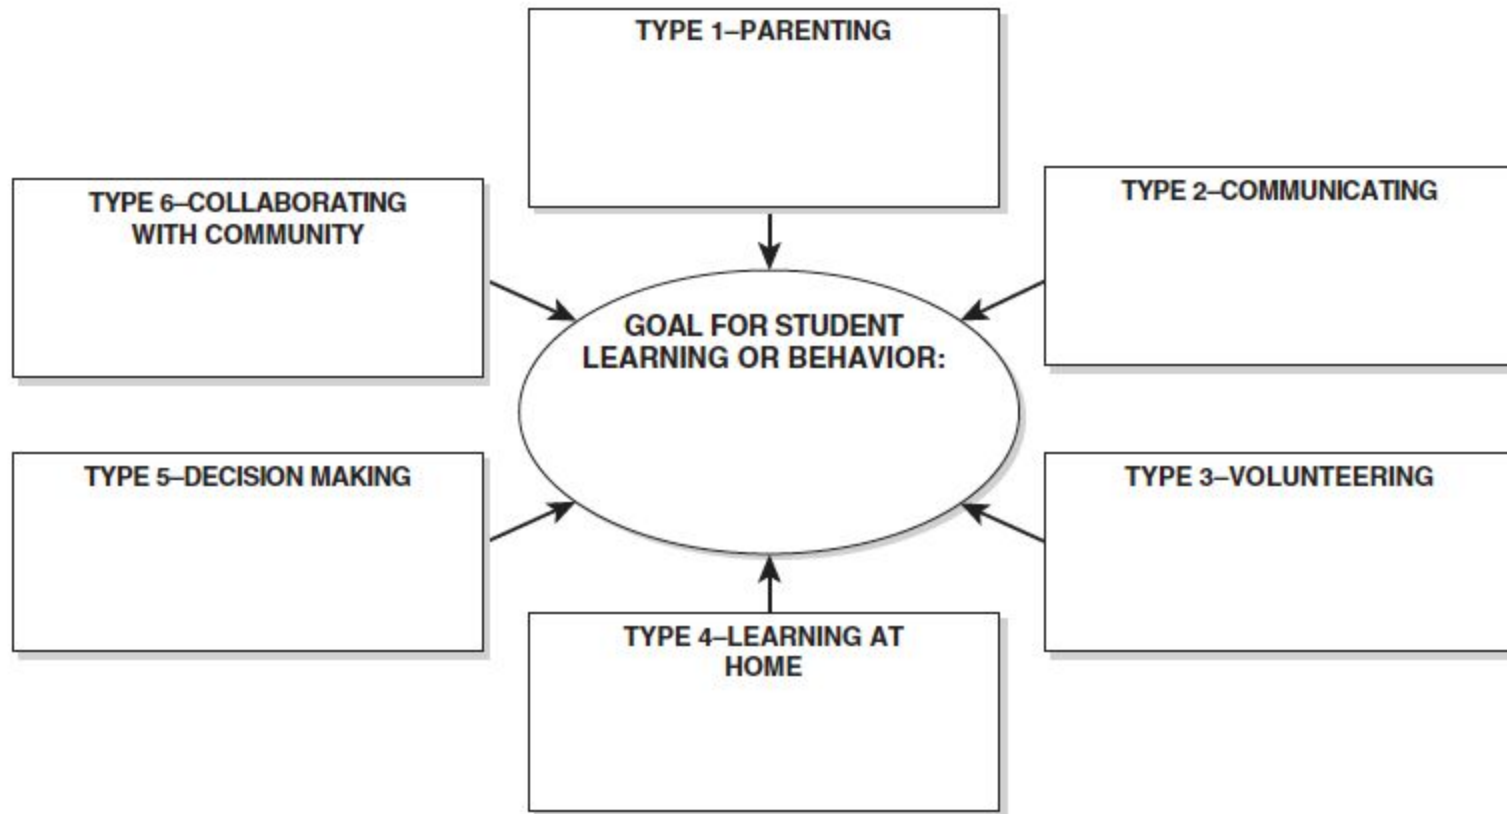 TYPE 1–PARENTING
TYPE 6–COLLABORATING
WITH COMMUNITY
TYPE 2–COMMUNICATING
GOAL FOR STUDENT
LEARNING OR BEHAVIOR:
TYPE 5–DECISION MAKING
TYPE 3–VOLUNTEERING
TYPE 4–LEARNING AT
HOME